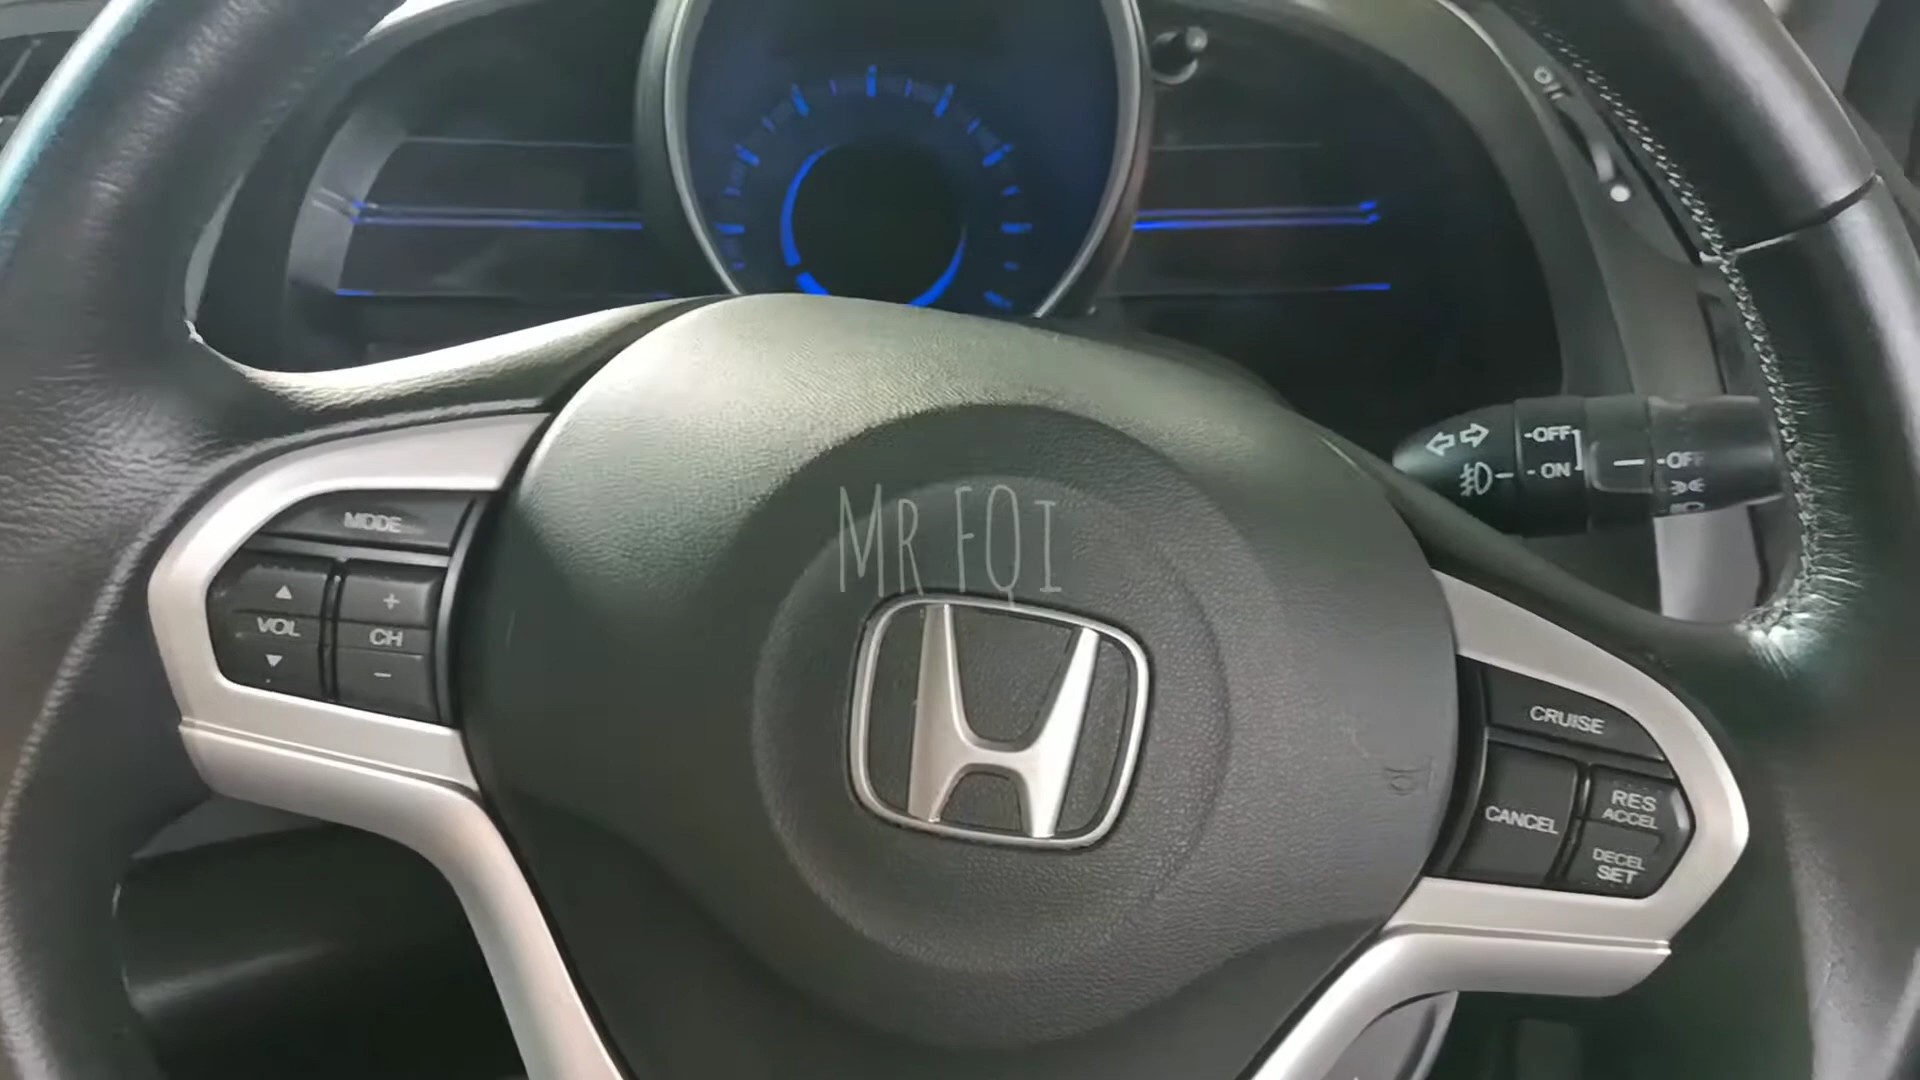 OFF
ON
OFF
MODE
Mr FQi
VOL
+
CH
-
CRUISE
CANCEL
RES
ACCEL
DECEL
SET